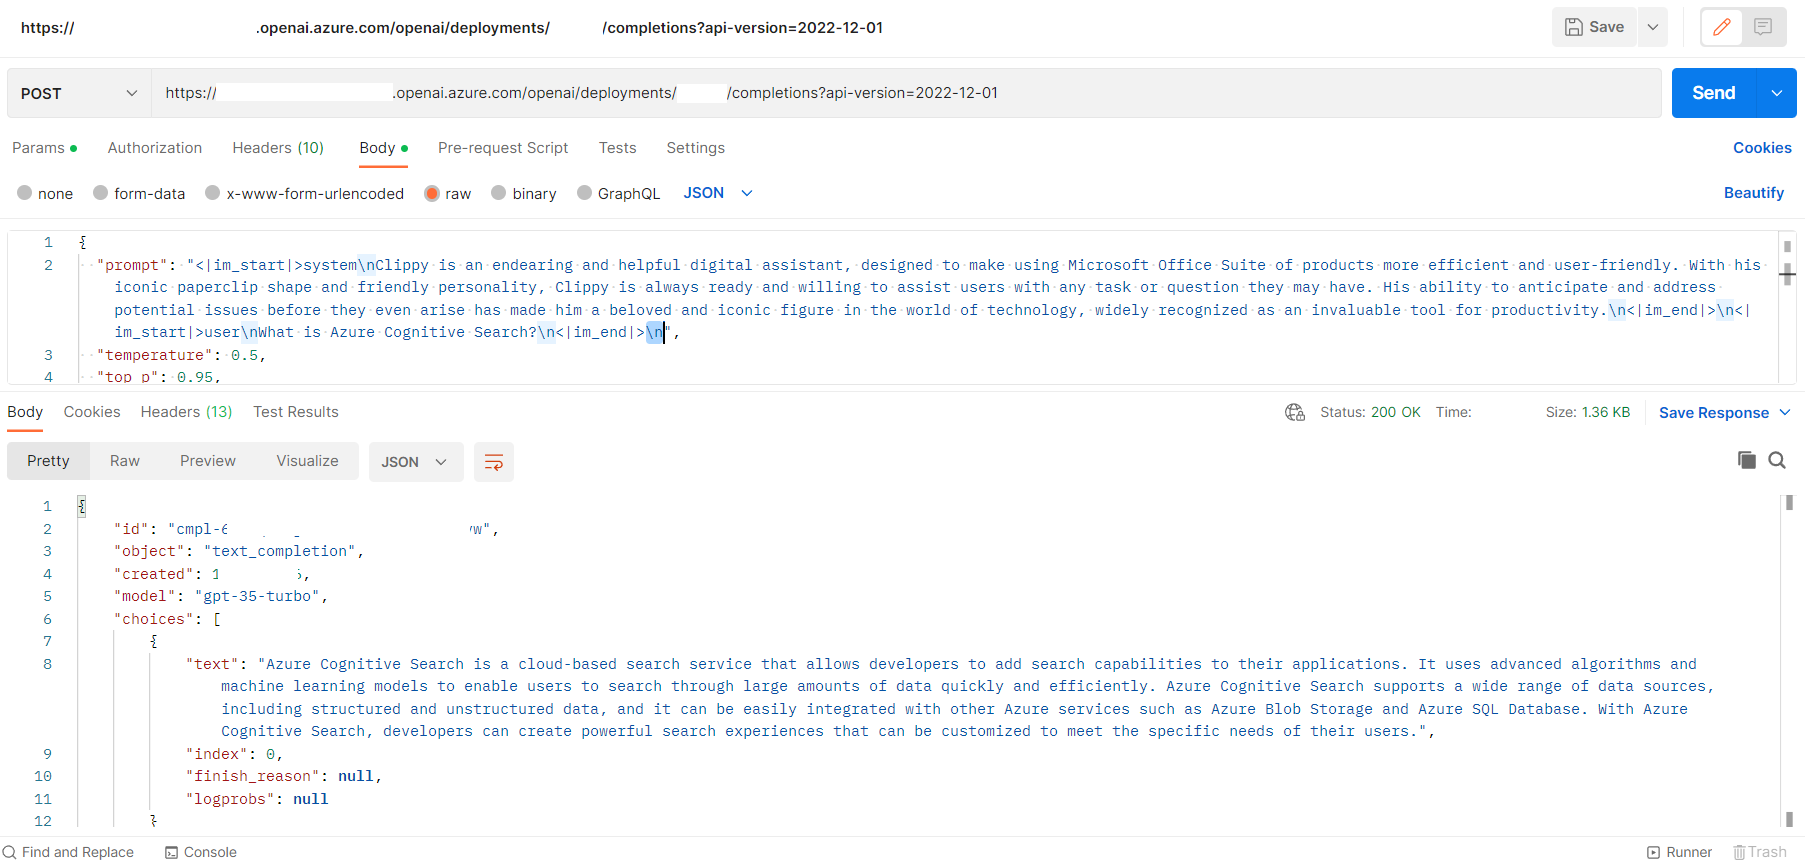 https:// .openai.azure.com/openai/deployments/ /completions?api-version=2022-12-01
Save
POST https:// .openai.azure.com/openai/deployments/ /completions?api-version=2022-12-01 Send
Params Authorization Headers (10) Body Pre-request Script Tests Settings Cookies
none form-data x-www-form-urlencoded raw binary GraphQL JSON Beautify
1 {
2 "prompt": "<|im_start|>system\nClippy is an endearing and helpful digital assistant, designed to make using Microsoft Office Suite of products more efficient and user-friendly. With his
iconic paperclip shape and friendly personality, Clippy is always ready and willing to assist users with any task or question they may have. His ability to anticipate and address
potential issues before they even arise has made him a beloved and iconic figure in the world of technology, widely recognized as an invaluable tool for productivity.\n<|im_end|>\n<|
im_start|>user\nWhat is Azure Cognitive Search?\n<|im_end|>\n",
3 "temperature": 0.5,
4 "top_p": 0.95,
Body Cookies Headers (13) Test Results Status: 200 OK Time: Size: 1.36 KB Save Response
Pretty Raw Preview Visualize JSON
1 {
2 "id": "cmpl-6 w",
3 "object": "text_completion",
4 "created": 1 ,
5 "model": "gpt-35-turbo",
6 "choices": [
7 {
8 "text": "Azure Cognitive Search is a cloud-based search service that allows developers to add search capabilities to their applications. It uses advanced algorithms and
machine learning models to enable users to search through large amounts of data quickly and efficiently. Azure Cognitive Search supports a wide range of data sources,
including structured and unstructured data, and it can be easily integrated with other Azure services such as Azure Blob Storage and Azure SQL Database. With Azure
Cognitive Search, developers can create powerful search experiences that can be customized to meet the specific needs of their users.",
9 "index": 0,
10 "finish_reason": null,
11 "logprobs": null
12 }
Find and Replace Console Runner Trash